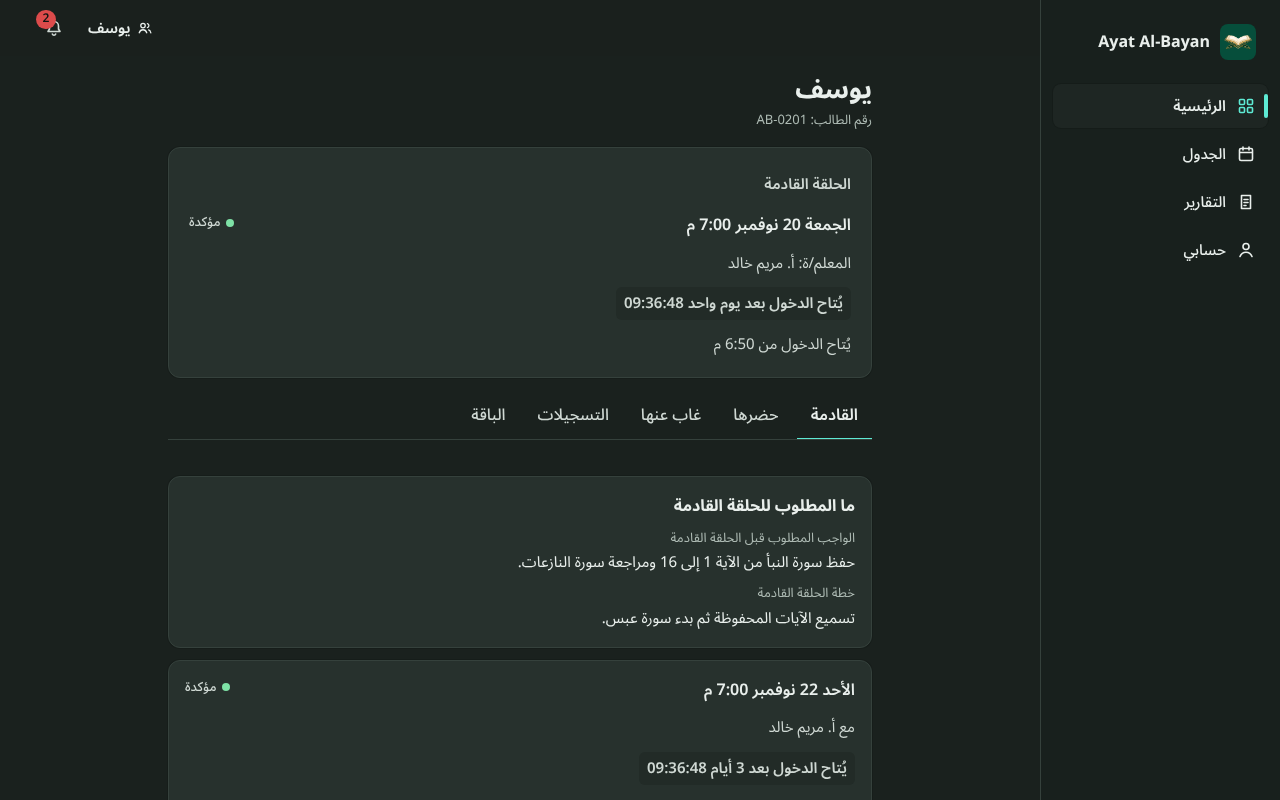 Ayat Al-Bayan
الرئيسية
الجدول
التقارير
حسابي
يوسف
2
يوسف
رقم الطالب: AB-0201
الحلقة القادمة
الجمعة 20 نوفمبر 7:00 م
مؤكدة
المعلم/ة: أ. مريم خالد
يُتاح الدخول بعد يوم واحد 09:36:48
يُتاح الدخول من 6:50 م
القادمة
حضرها
غاب عنها
التسجيلات
الباقة
ما المطلوب للحلقة القادمة
الواجب المطلوب قبل الحلقة القادمة
حفظ سورة النبأ من الآية 1 إلى 16 ومراجعة سورة النازعات.
خطة الحلقة القادمة
تسميع الآيات المحفوظة ثم بدء سورة عبس.
الأحد 22 نوفمبر 7:00 م
مؤكدة
مع أ. مريم خالد
يُتاح الدخول بعد 3 أيام 09:36:48